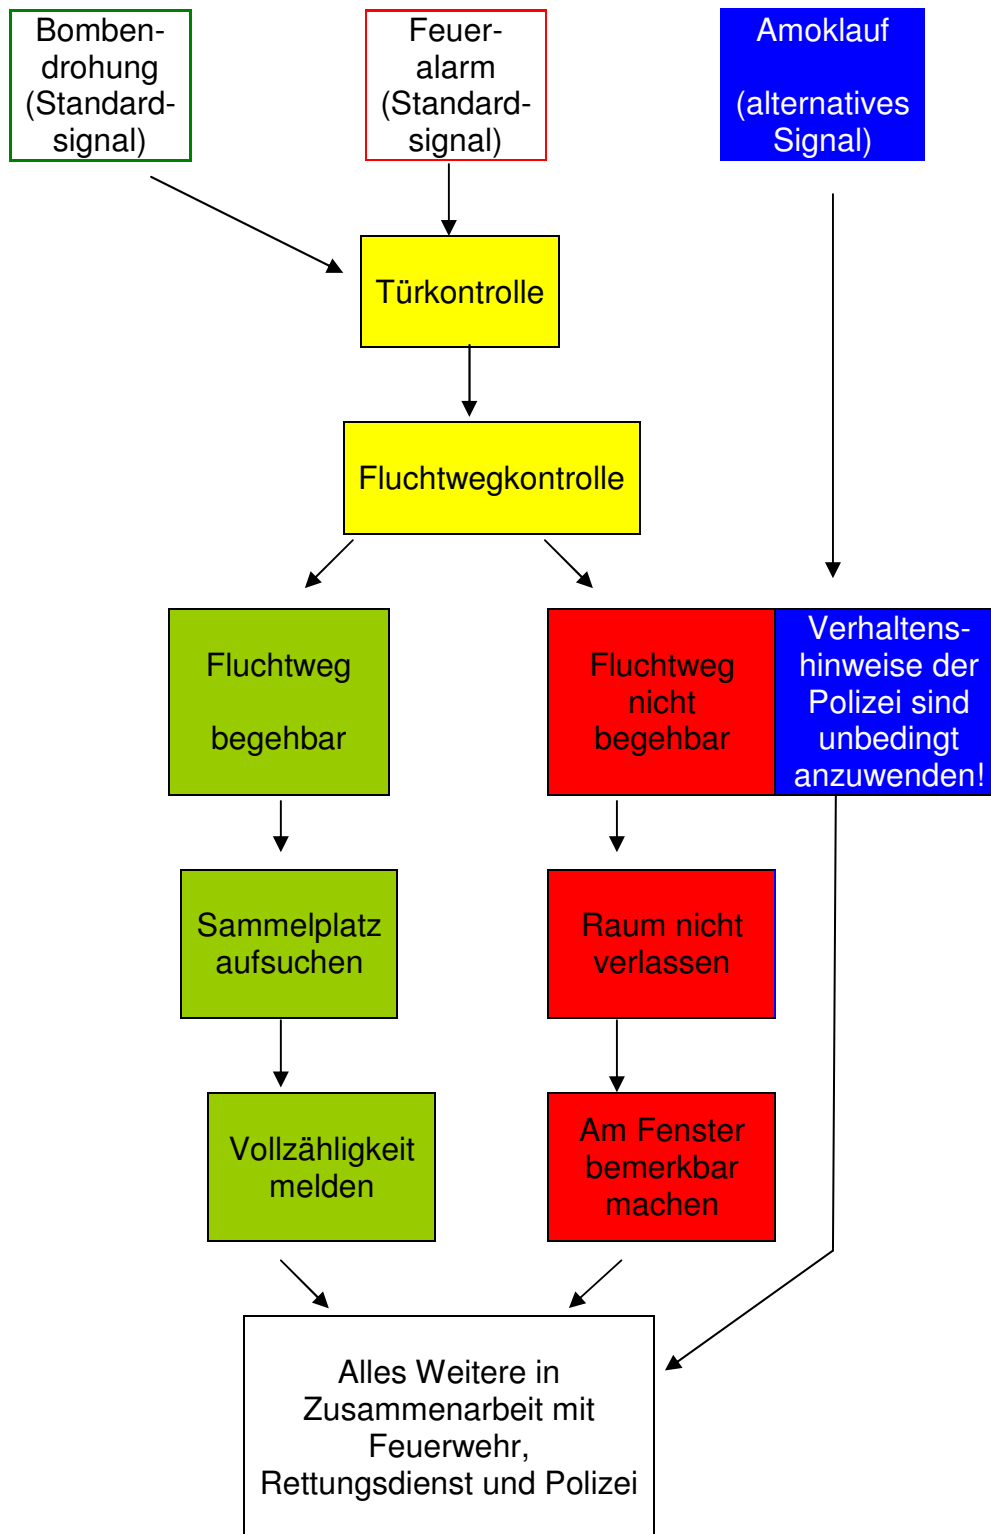 Bomben-
drohung
(Standard-
signal)
Feuer-
alarm
(Standard-
signal)
Amoklauf
(alternatives
Signal)
Türkontrolle
Fluchtwegkontrolle
Fluchtweg
begehbar
Fluchtweg
nicht
begehbar
Verhaltens-
hinweise der
Polizei sind
unbedingt
anzuwenden!
Sammelplatz
aufsuchen
Raum nicht
verlassen
Vollzähligkeit
melden
Am Fenster
bemerkbar
machen
Alles Weitere in
Zusammenarbeit mit
Feuerwehr,
Rettungsdienst und Polizei